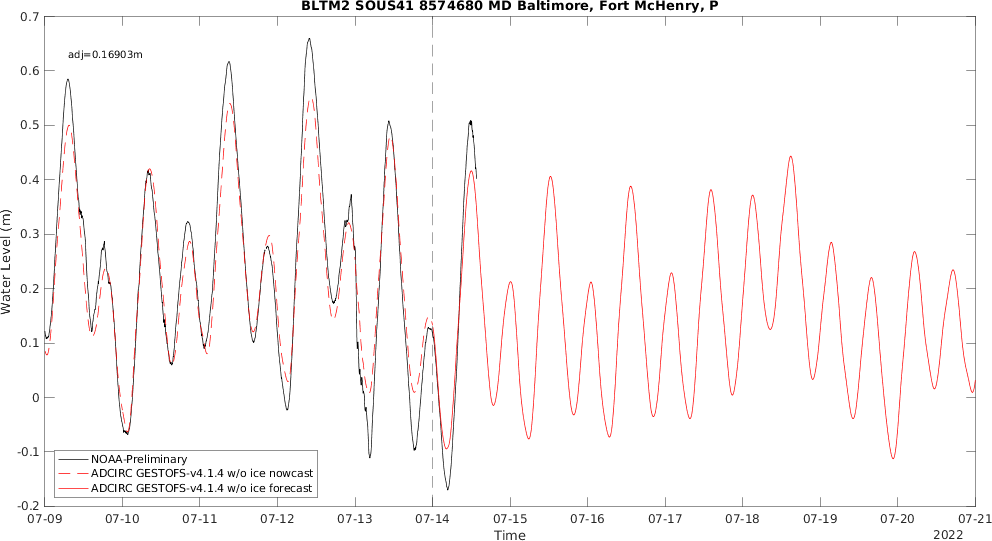 BLTM2 SOUS41 8574680 MD Baltimore, Fort McHenry, P
adj=0.16903m
0.7
0.6
0.5
0.4
0.3
0.2
0.1
0
-0.1
-0.2
Water Level (m)
NOAA-Preliminary
ADCIRC GESTOFS-v4.1.4 w/o ice nowcast
ADCIRC GESTOFS-v4.1.4 w/o ice forecast
07-09 07-10 07-11 07-12 07-13 07-14 07-15 07-16 07-17 07-18 07-19 07-20 07-21
Time
2022